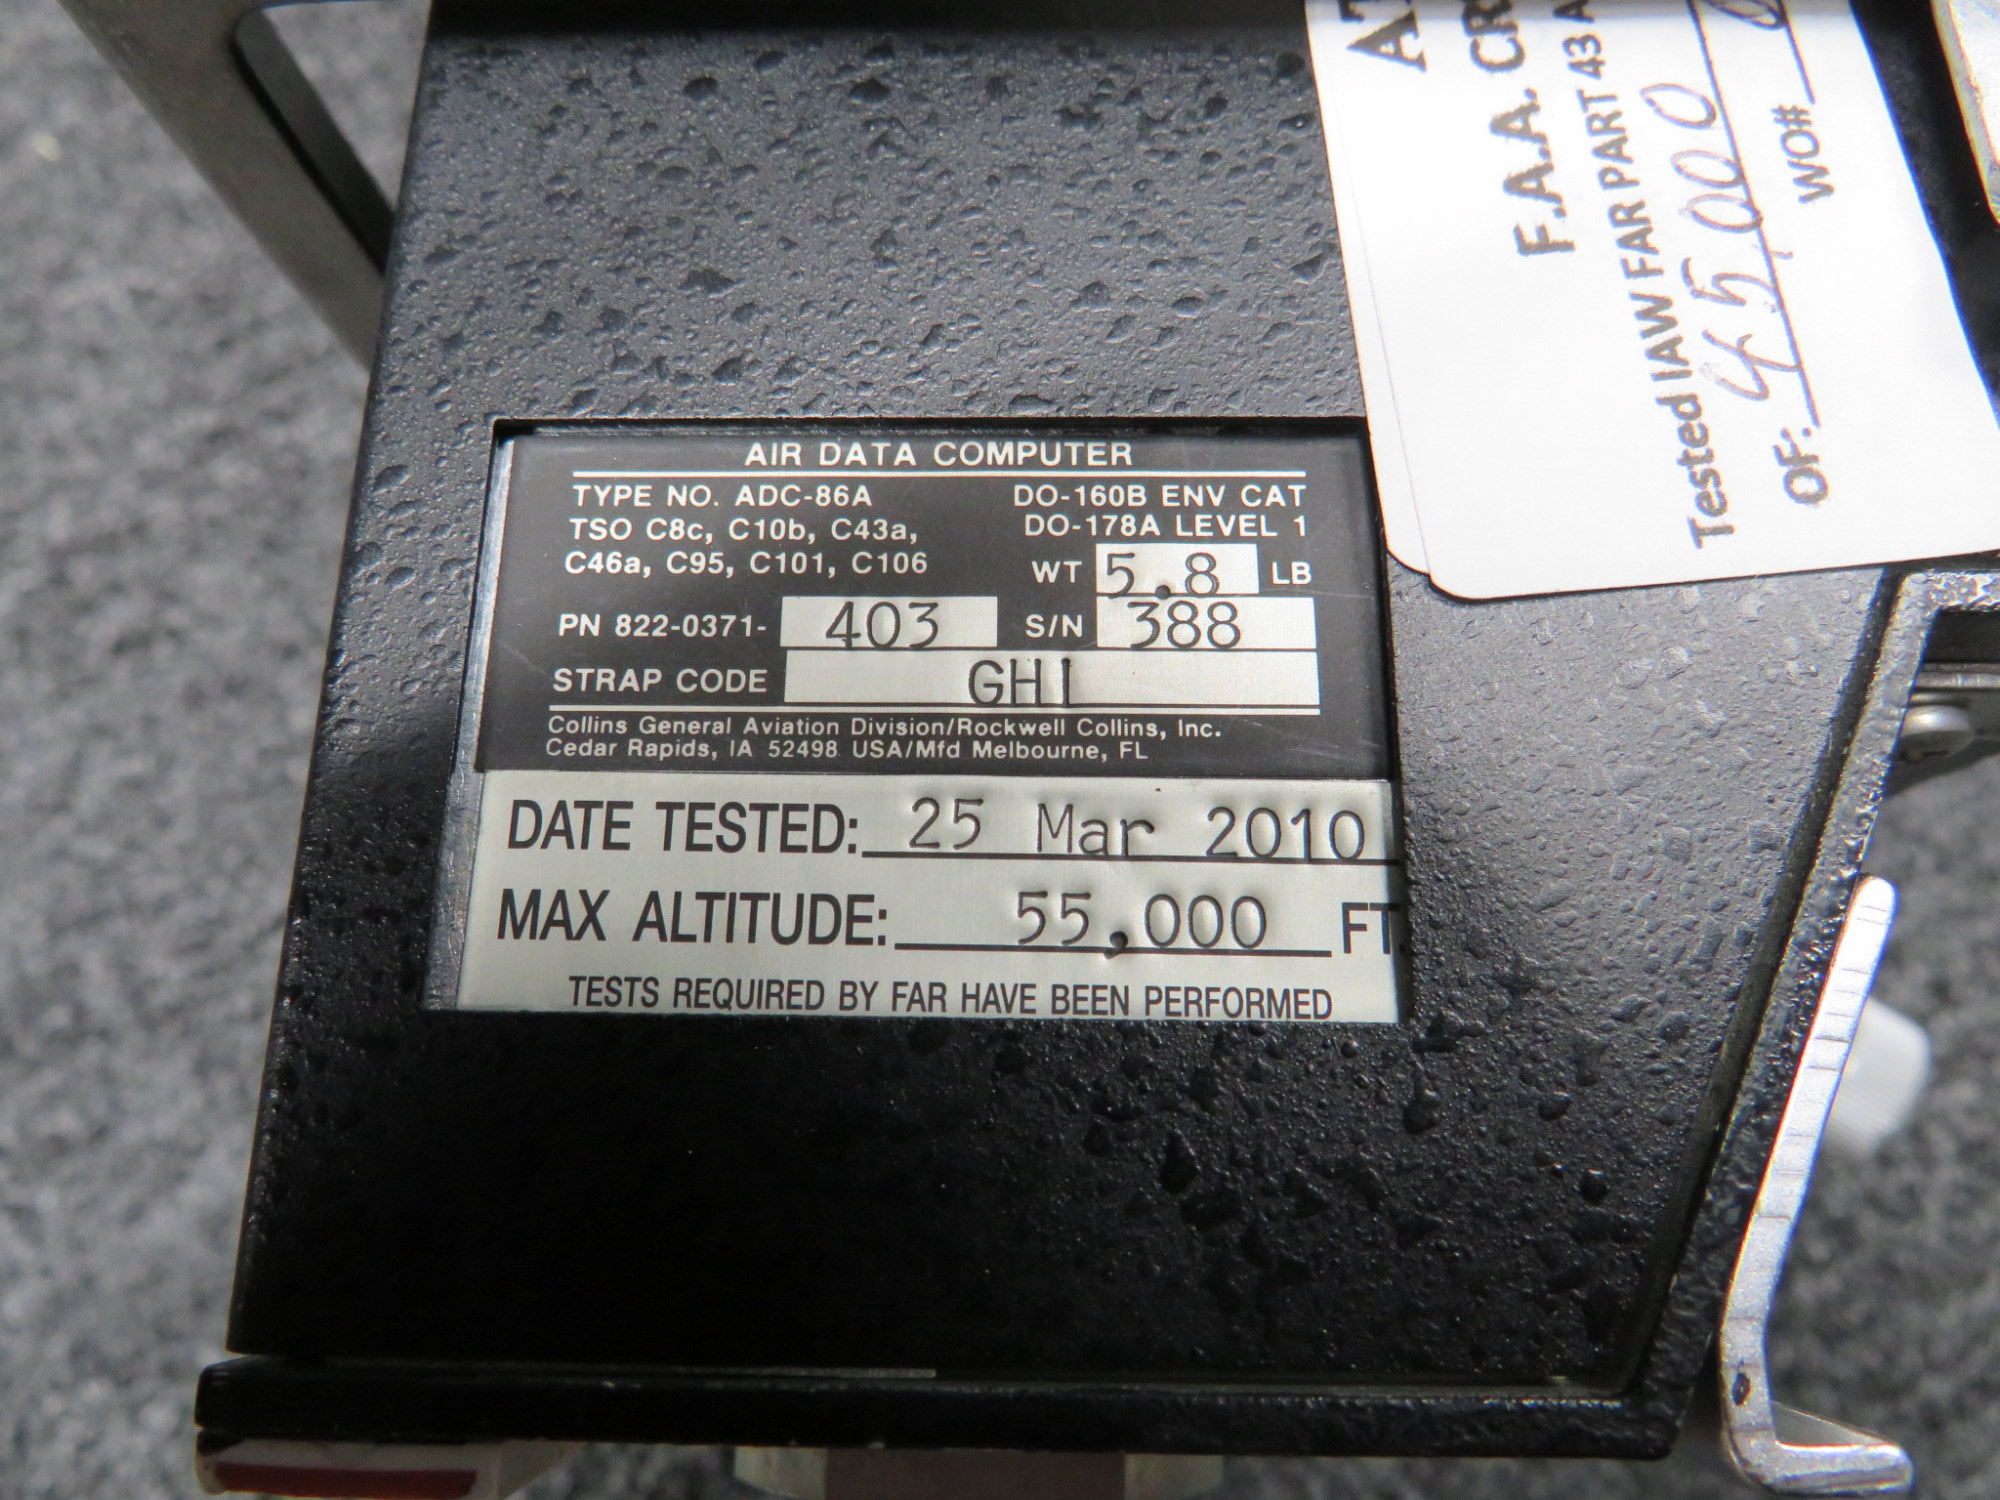 AIR DATA COMPUTER
TYPE NO. ADC-86A
TSO C8c, C10b, C43a,
C46a, C95, C101, C106
DO-160B ENV CAT
DO-178A LEVEL 1
WT 5.8 LB
PN 822-0371- 403 S/N 388
STRAP CODE GHI
Collins General Aviation Division/Rockwell Collins, Inc.
Cedar Rapids, IA 52498 USA/Mfd Melbourne, FL
DATE TESTED: 25 Mar 2010
MAX ALTITUDE: 55,000 FT.
TESTS REQUIRED BY FAR HAVE BEEN PERFORMED
F.A.A.
Tested IAW FAR PART 43
OF: 45,000
WO#